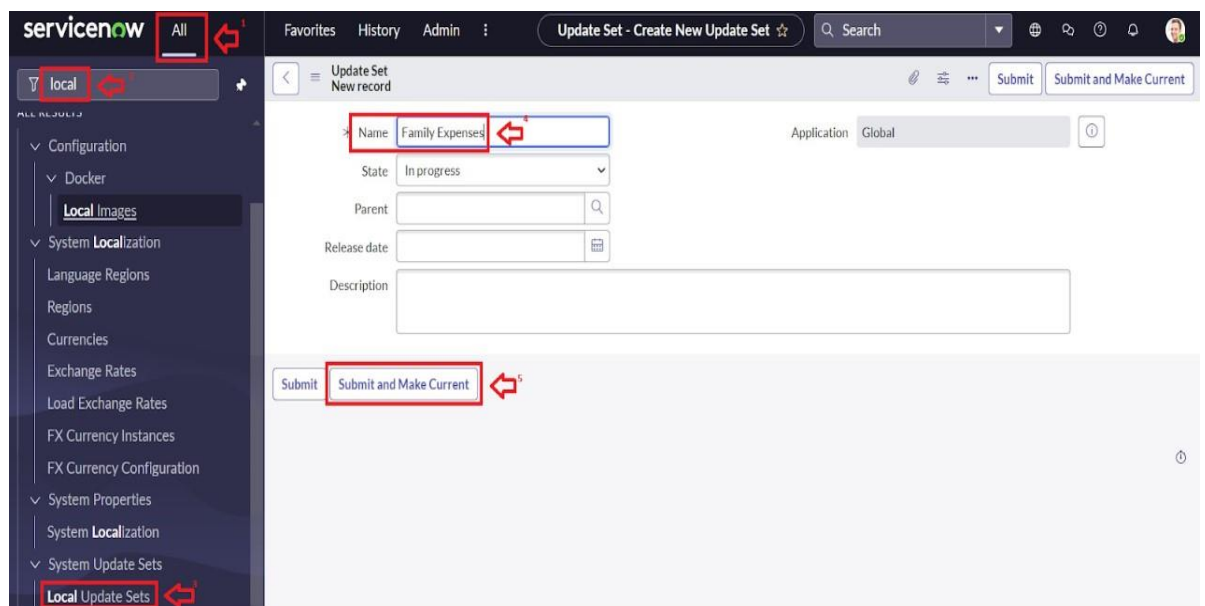 servicenow All 1 Favorites History Admin Update Set - Create New Update Set Search
local
Update Set
New record
Submit Submit and Make Current
ALL RESULTS
Configuration
Docker
Local Images
System Localization
Language Regions
Regions
Currencies
Exchange Rates
Load Exchange Rates
FX Currency Instances
FX Currency Configuration
System Properties
System Localization
System Update Sets
Local Update Sets
* Name Family Expenses 4
Application Global
State In progress
Parent
Release date
Description
Submit Submit and Make Current 5